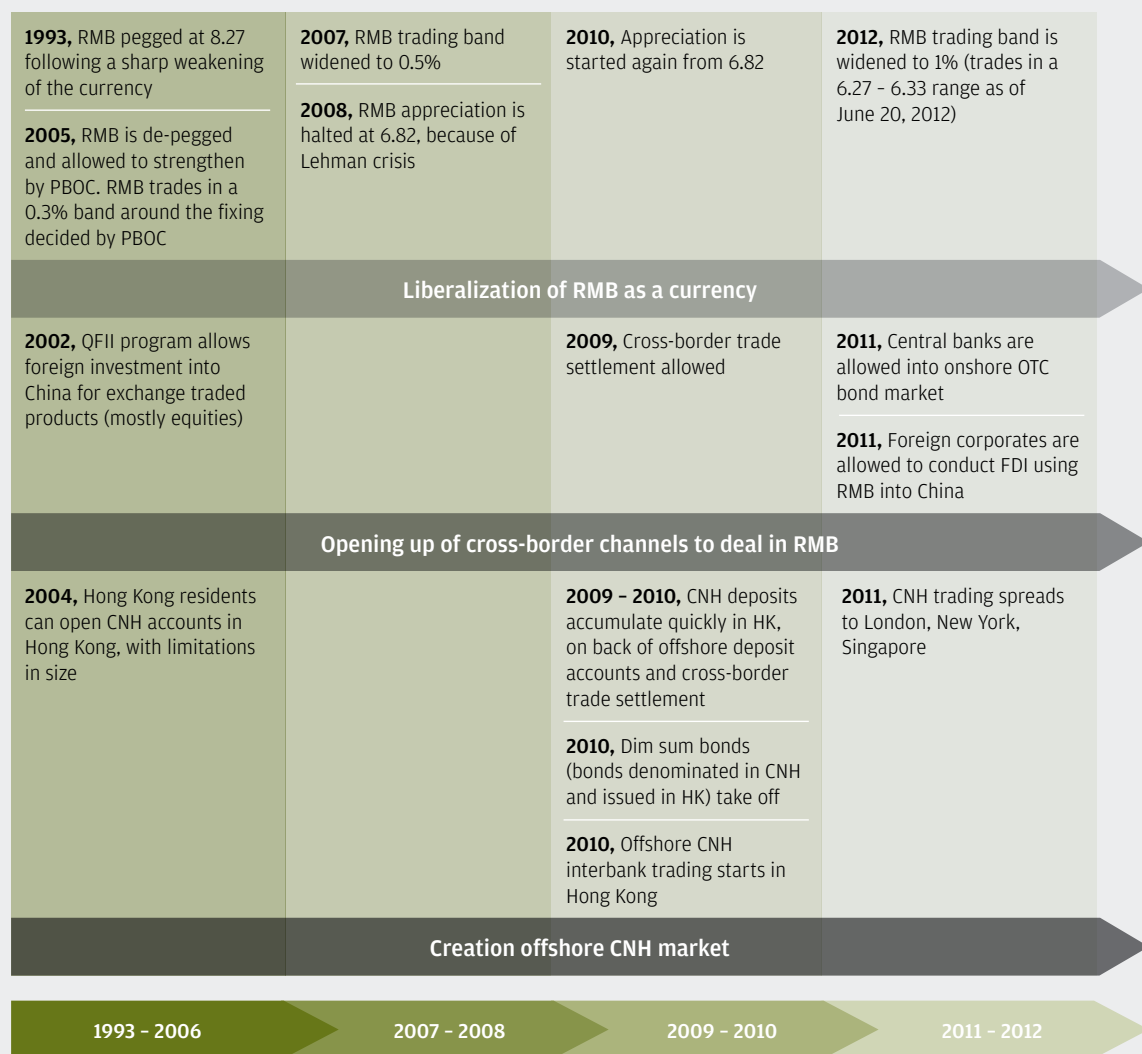 1993, RMB pegged at 8.27
following a sharp weakening
of the currency
2005, RMB is de-pegged
and allowed to strengthen
by PBOC. RMB trades in a
0.3% band around the fixing
decided by PBOC
2007, RMB trading band
widened to 0.5%
2008, RMB appreciation is
halted at 6.82, because of
Lehman crisis
2010, Appreciation is
started again from 6.82
2012, RMB trading band is
widened to 1% (trades in a
6.27 – 6.33 range as of
June 20, 2012)
Liberalization of RMB as a currency
2002, QFII program allows
foreign investment into
China for exchange traded
products (mostly equities)
2009, Cross-border trade
settlement allowed
2011, Central banks are
allowed into onshore OTC
bond market
2011, Foreign corporates are
allowed to conduct FDI using
RMB into China
Opening up of cross-border channels to deal in RMB
2004, Hong Kong residents
can open CNH accounts in
Hong Kong, with limitations
in size
2009 – 2010, CNH deposits
accumulate quickly in HK,
on back of offshore deposit
accounts and cross-border
trade settlement
2010, Dim sum bonds
(bonds denominated in CNH
and issued in HK) take off
2010, Offshore CNH
interbank trading starts in
Hong Kong
2011, CNH trading spreads
to London, New York,
Singapore
Creation offshore CNH market
1993 – 2006
2007 – 2008
2009 – 2010
2011 – 2012